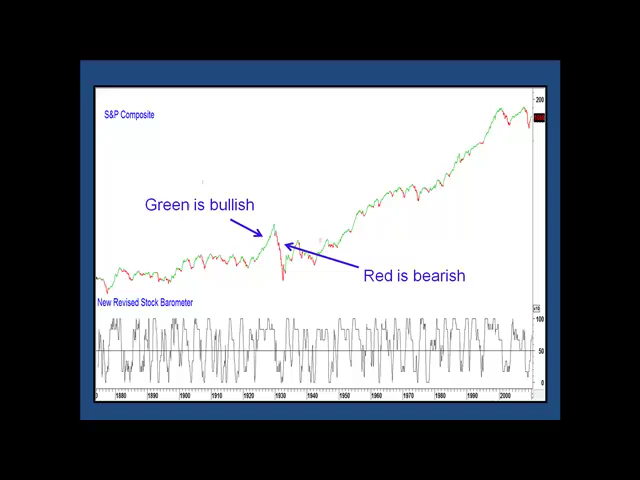 200
S&P Composite
Green is bullish
Red is bearish
New Revised Stock Barometer
x10
100
50
0
1880 1890 1900 1910 1920 1930 1940 1950 1960 1970 1980 1990 2000